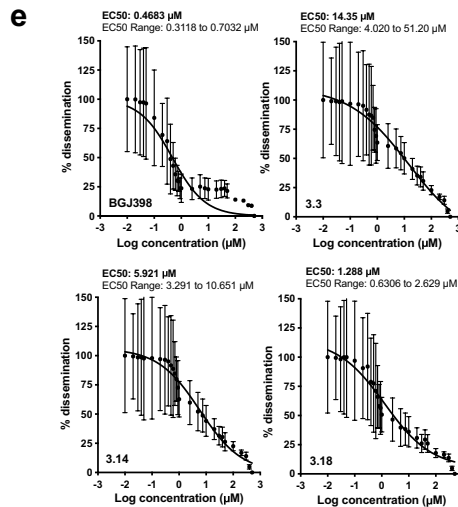 e
EC50: 0.4683 µM
EC50 Range: 0.3118 to 0.7032 µM
150
125
100
75
50
25
0
% dissemination
BGJ398
-3 -2 -1 0 1 2 3
Log concentration (µM)
EC50: 14.35 µM
EC50 Range: 4.020 to 51.20 µM
150
125
100
75
50
25
0
% dissemination
3.3
-3 -2 -1 0 1 2 3
Log concentration (µM)
EC50: 5.921 µM
EC50 Range: 3.291 to 10.651 µM
150
125
100
75
50
25
0
% dissemination
3.14
-3 -2 -1 0 1 2 3
Log concentration (µM)
EC50: 1.288 µM
EC50 Range: 0.6306 to 2.629 µM
150
125
100
75
50
25
0
% dissemination
3.18
-3 -2 -1 0 1 2 3
Log concentration (µM)